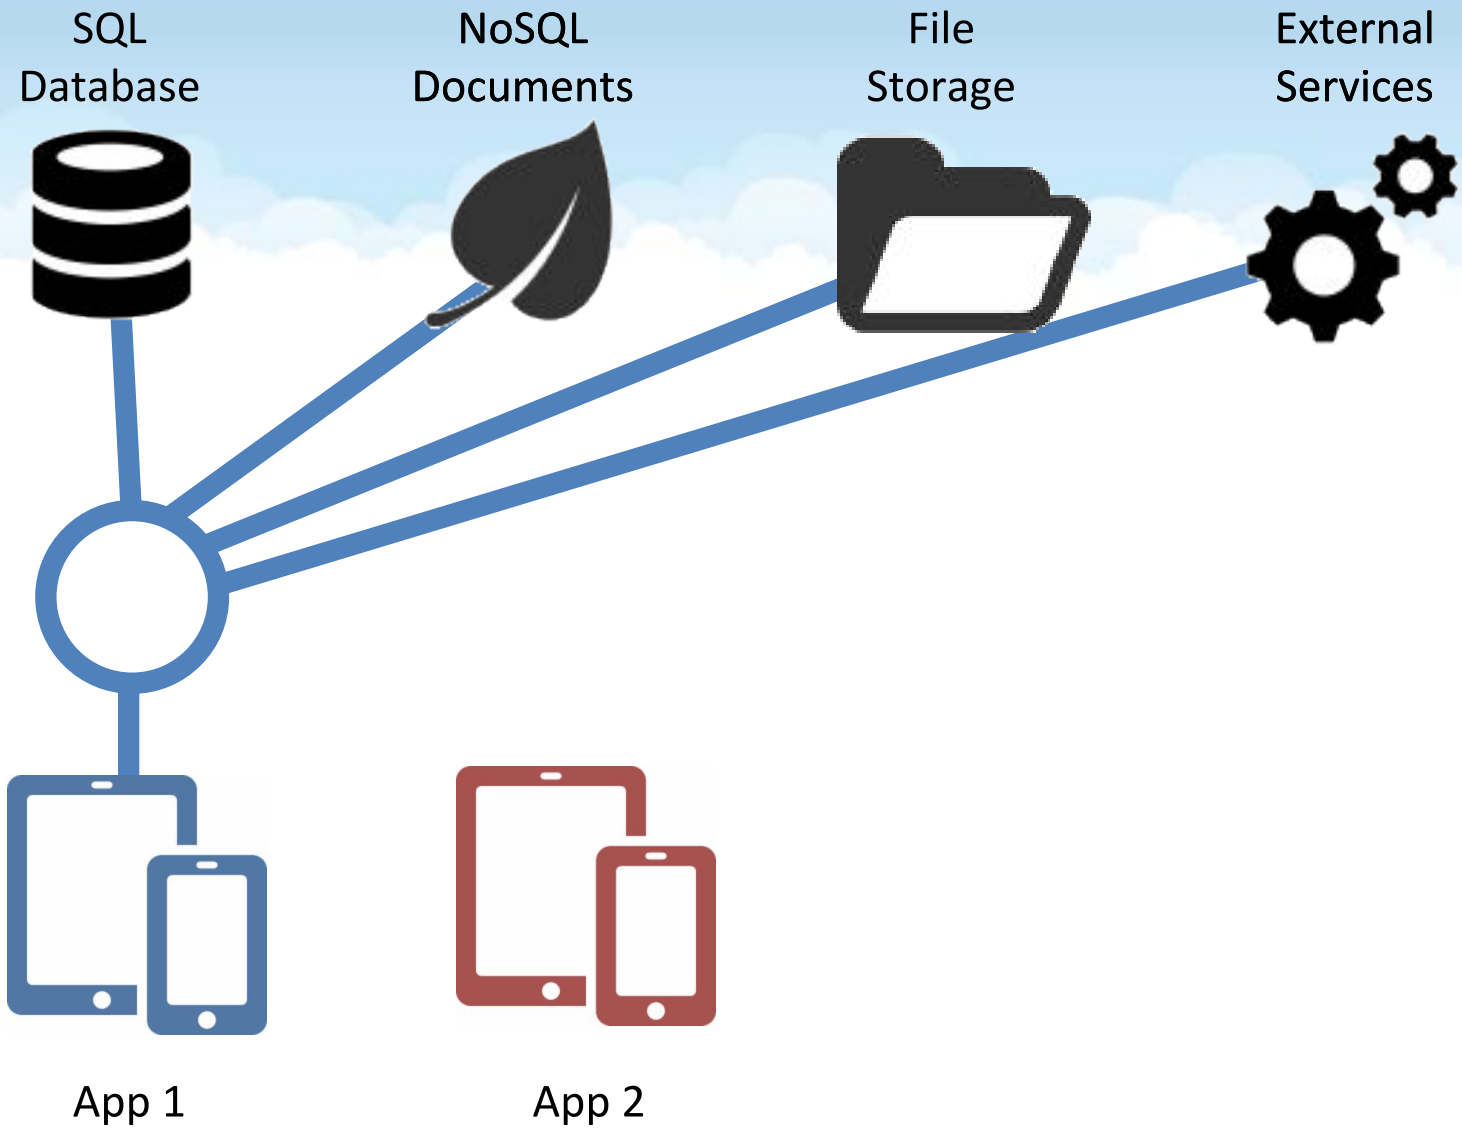 SQL
Database
NoSQL
Documents
File
Storage
External
Services
App 1
App 2